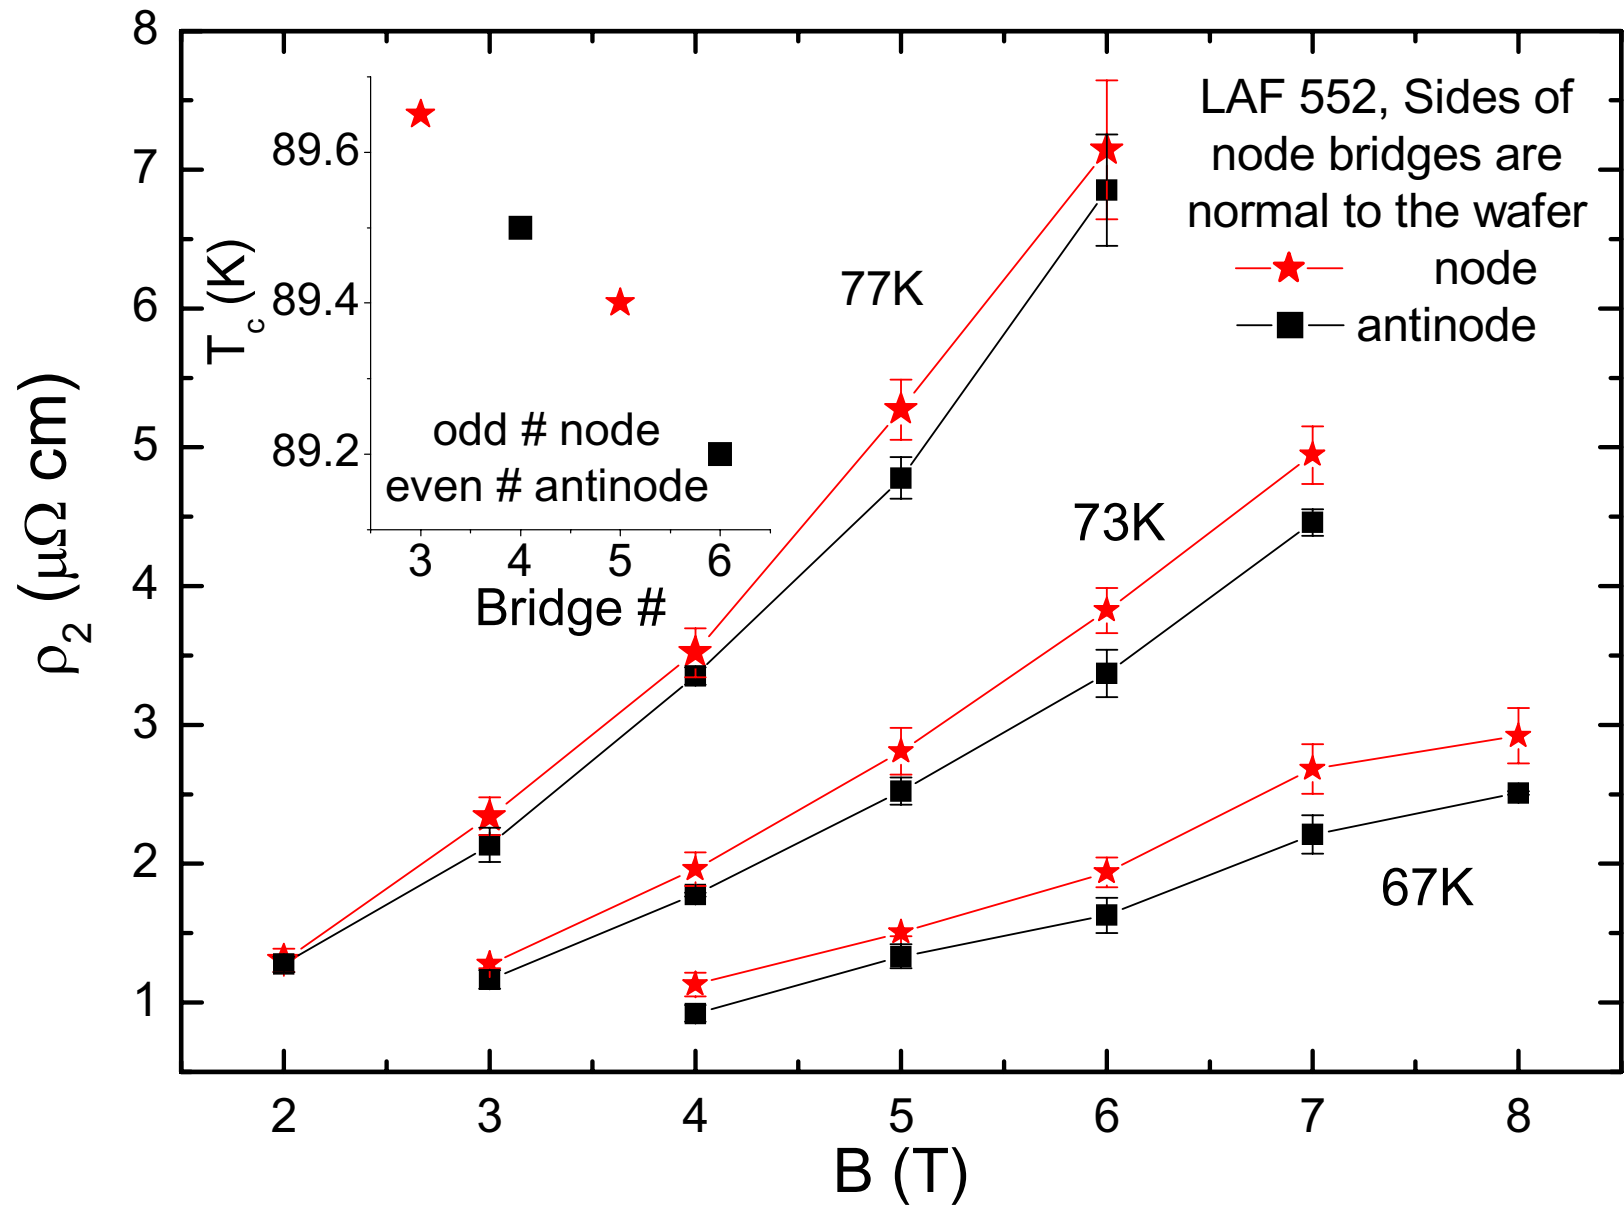 8
7
6
5
4
3
2
1
ρ2 (μΩ cm)
2
3
4
5
6
7
8
B (T)
89.6
89.4
89.2
Tc (K)
3
4
5
6
Bridge #
odd # node
even # antinode
77K
73K
67K
LAF 552, Sides of
node bridges are
normal to the wafer
node
antinode